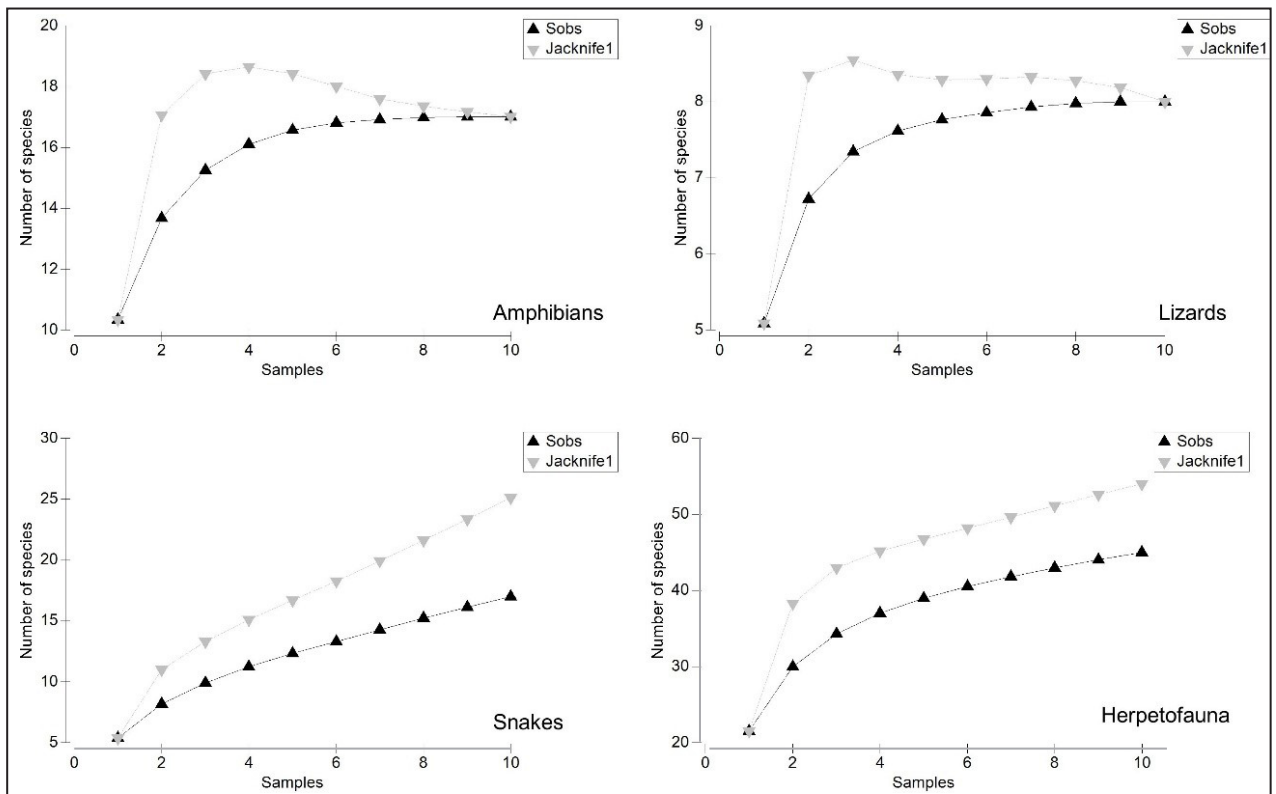 20
18
16
14
12
10
Number of species
0 2 4 6 8 10
Samples
Sobs
Jacknife1
Amphibians
9
8
7
6
5
Number of species
0 2 4 6 8 10
Samples
Sobs
Jacknife1
Lizards
30
25
20
15
10
5
Number of species
0 2 4 6 8 10
Samples
Sobs
Jacknife1
Snakes
60
50
40
30
20
Number of species
0 2 4 6 8 10
Samples
Sobs
Jacknife1
Herpetofauna